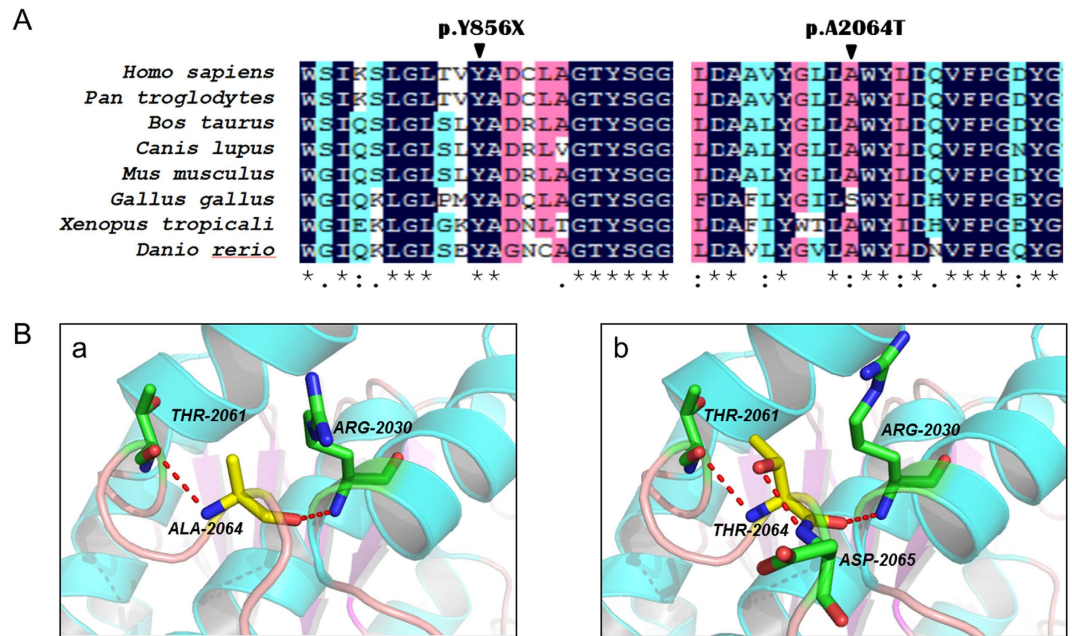 A
p.Y856X p.A2064T
Homo sapiens WSIKSLGLTVYADCLAGTYSGG LDAAVYGLLAWYLDQVFPGDYG
Pan troglodytes WSIKSLGLTVYADCLAGTYSGG LDAAVYGLLAWYLDQVFPGDYG
Bos taurus WSIQSLGLSLYADRLAGTYSGG LDAALYGLLAWYLDQVFPGDYG
Canis lupus WSIQSLGLSLYADRLVGTYSGG LDAALYGLLAWYLDQVFPGNYG
Mus musculus WGIQSLGLSLYADRLAGTYSGG LDAALYGLLAWYLDQVFPGDYG
Gallus gallus WGIQKLGLPMYADQLAGTYSGG FDAFLYGILSWYLDHVFPGEYG
Xenopus tropicali WGIEKLGLGKYADNLTGTYSGG LDAFIYWTLAWYIDHVFPGEYG
Danio rerio WGIQKLGLSEYAGNCAGTYSGG LDAVLYGVLAWYLDNVFPGQYG
*.*:. ***  **   . ****** :**  :*  *:**:*.****:**
B
a
THR-2061
ARG-2030
ALA-2064
b
THR-2061
ARG-2030
THR-2064
ASP-2065